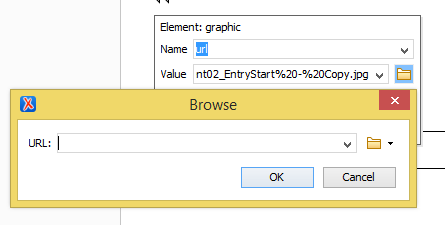 Element: graphic
Name url
Value nt02_EntryStart%20-%20Copy.jpg
Browse
URL:
OK Cancel